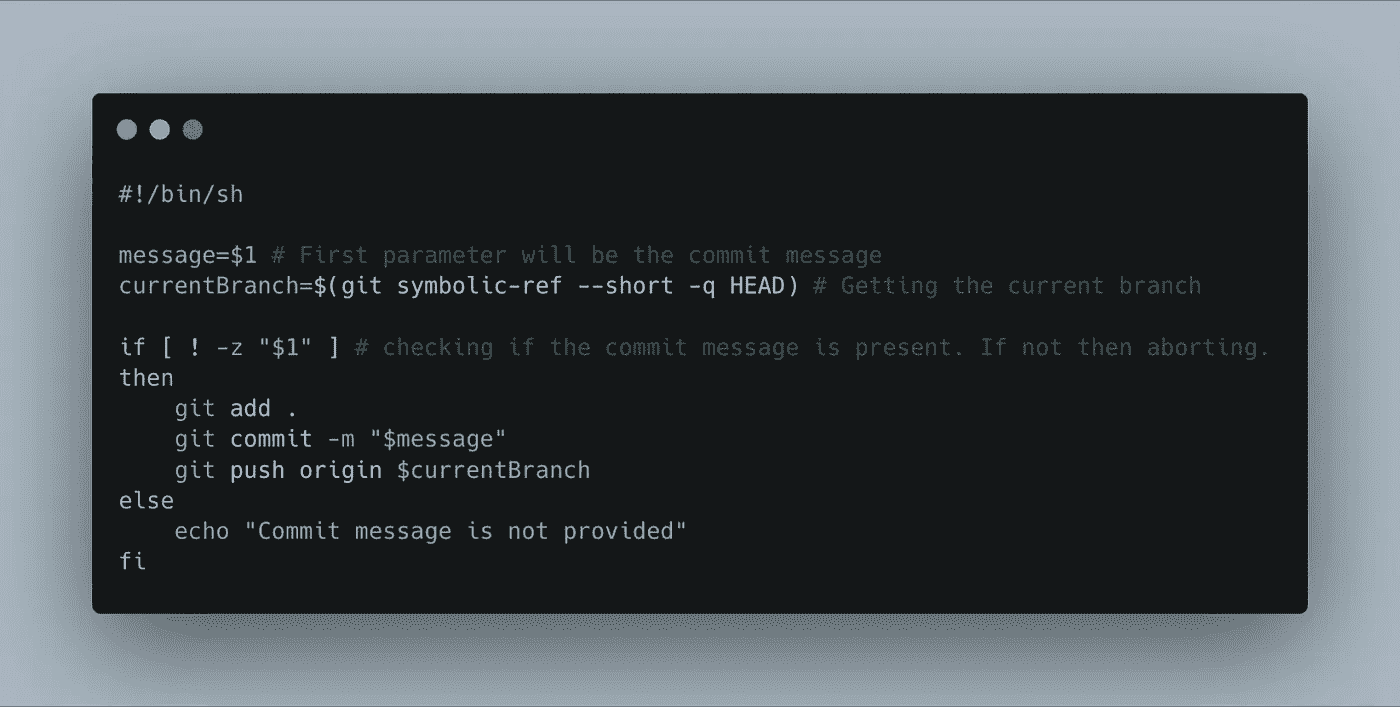 #!/bin/sh
message=$1 # First parameter will be the commit message
currentBranch=$(git symbolic-ref --short -q HEAD) # Getting the current branch
if [ ! -z "$1" ] # checking if the commit message is present. If not then aborting.
then
    git add .
    git commit -m "$message"
    git push origin $currentBranch
else
    echo "Commit message is not provided"
fi